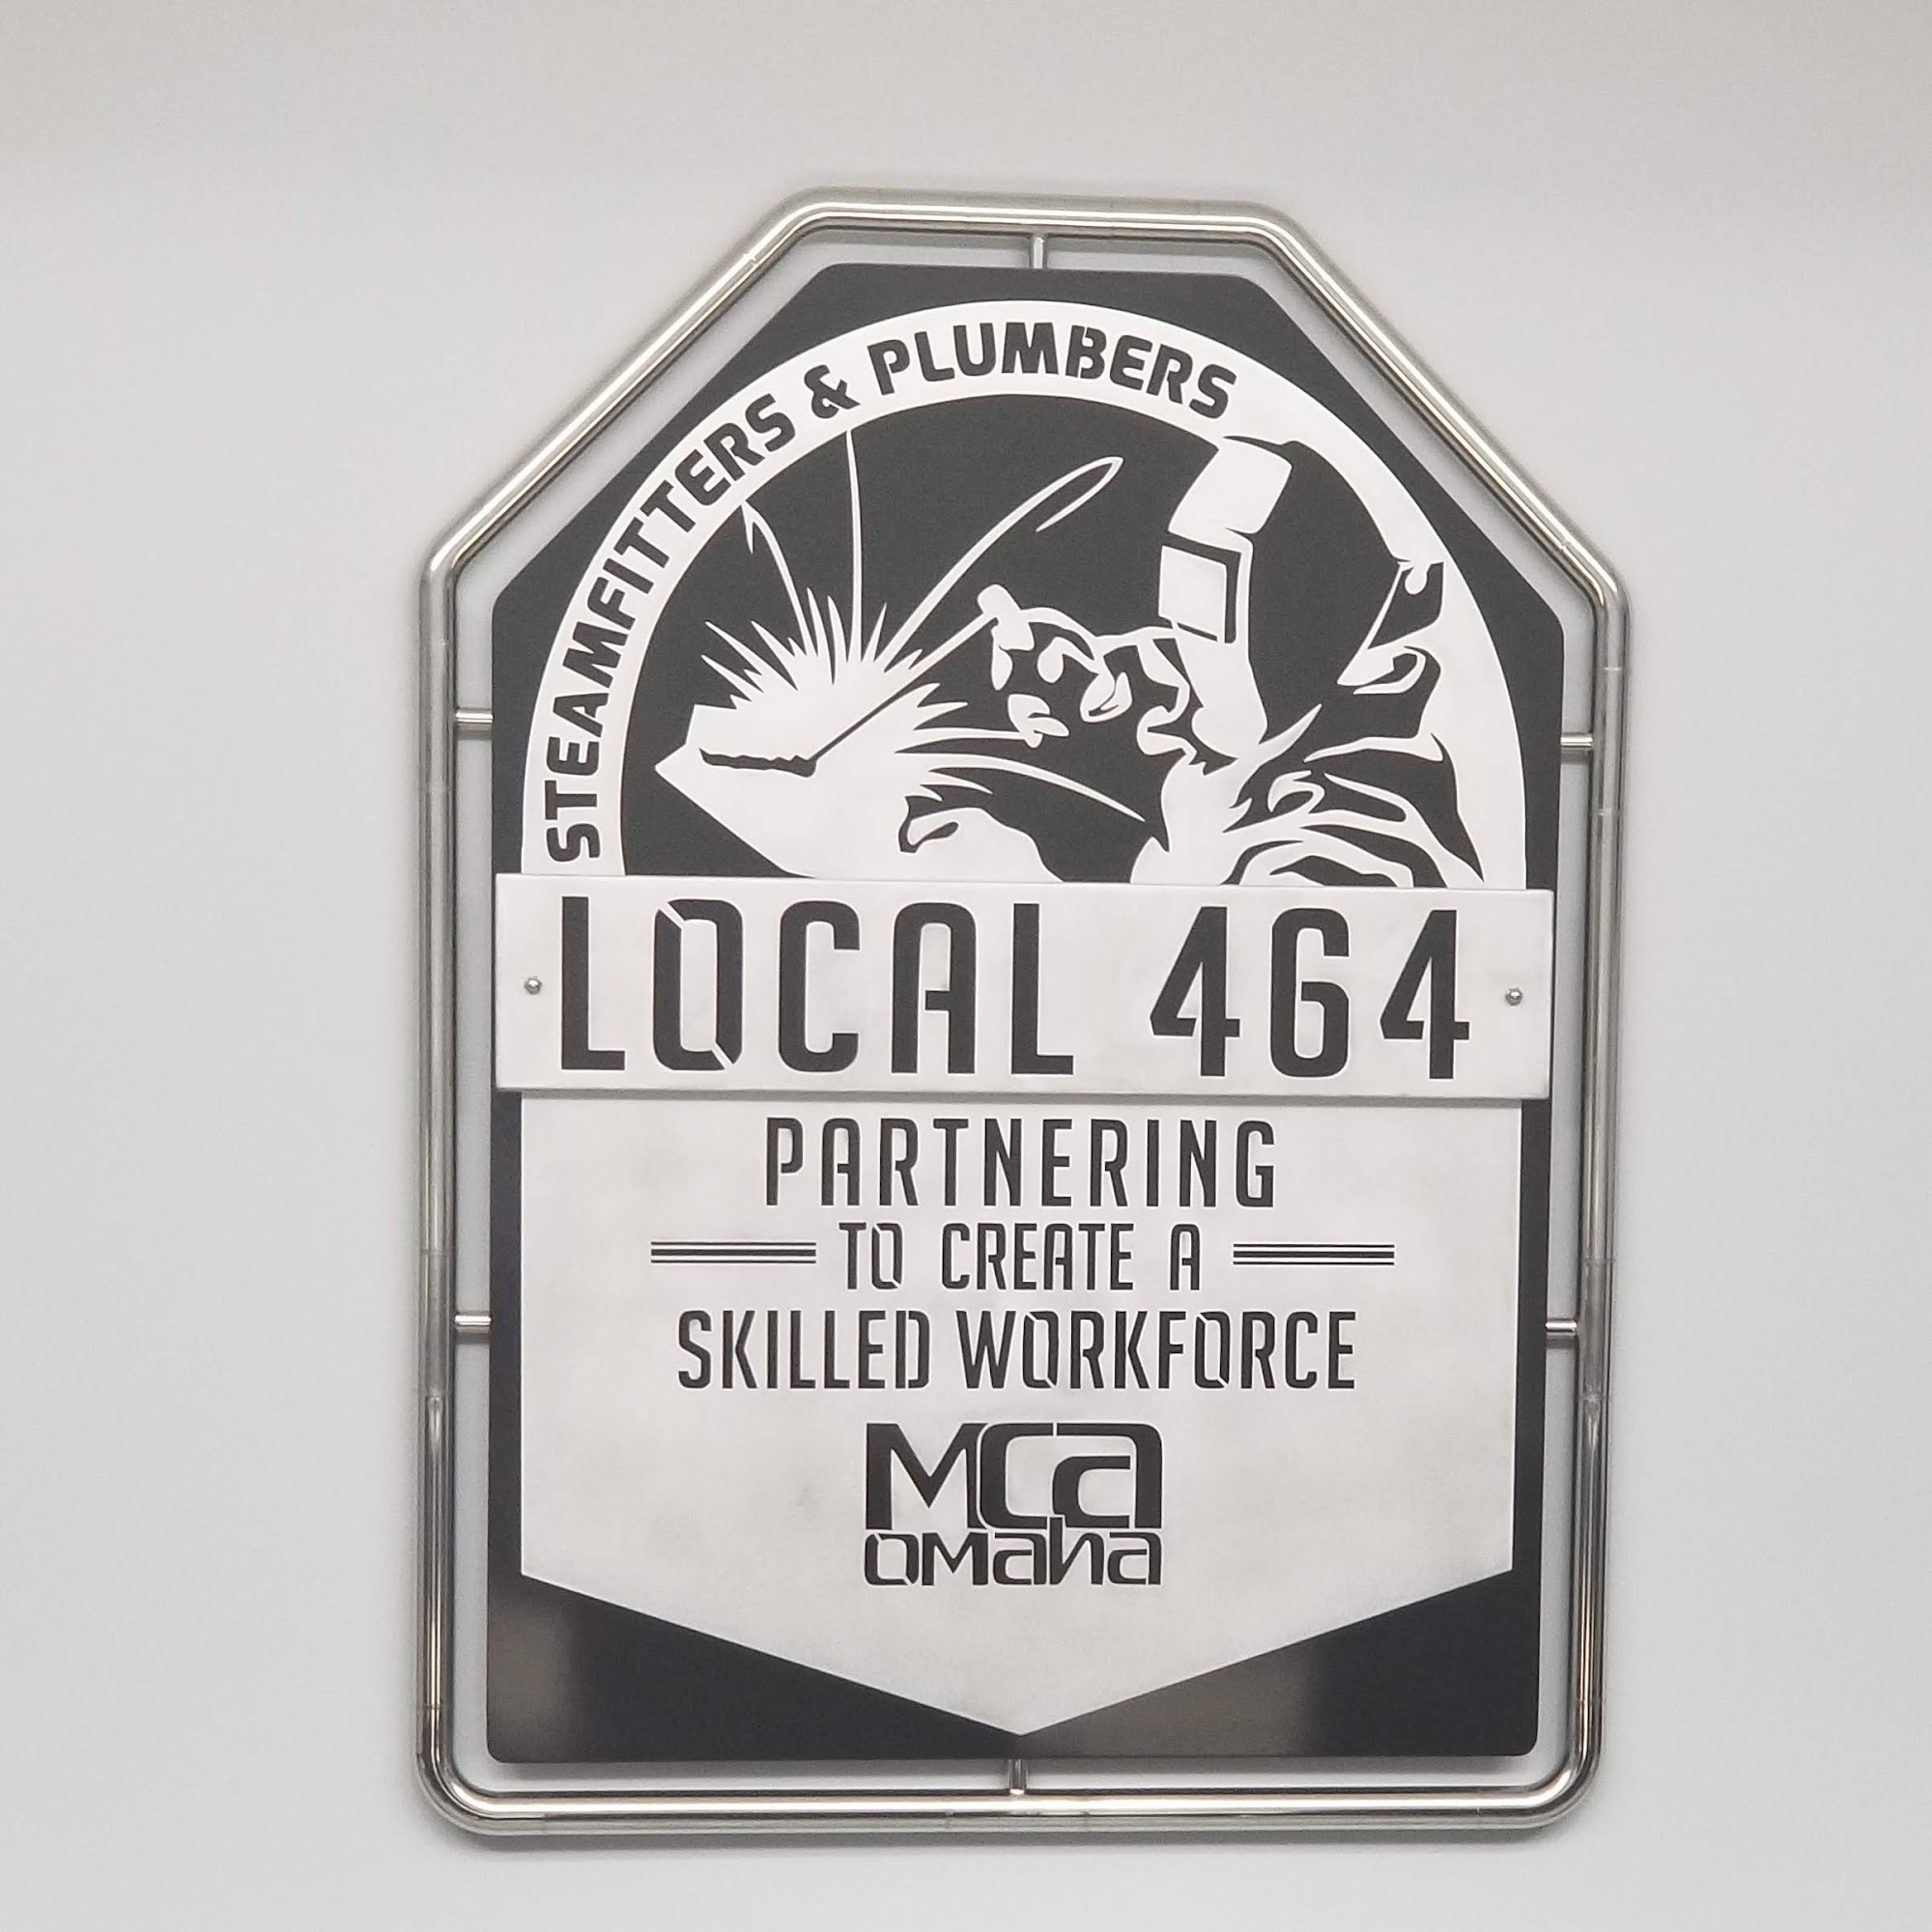 STEAMFITTERS & PLUMBERS
LOCAL 464
PARTNERING
TO CREATE A
SKILLED WORKFORCE
MCa
omaha